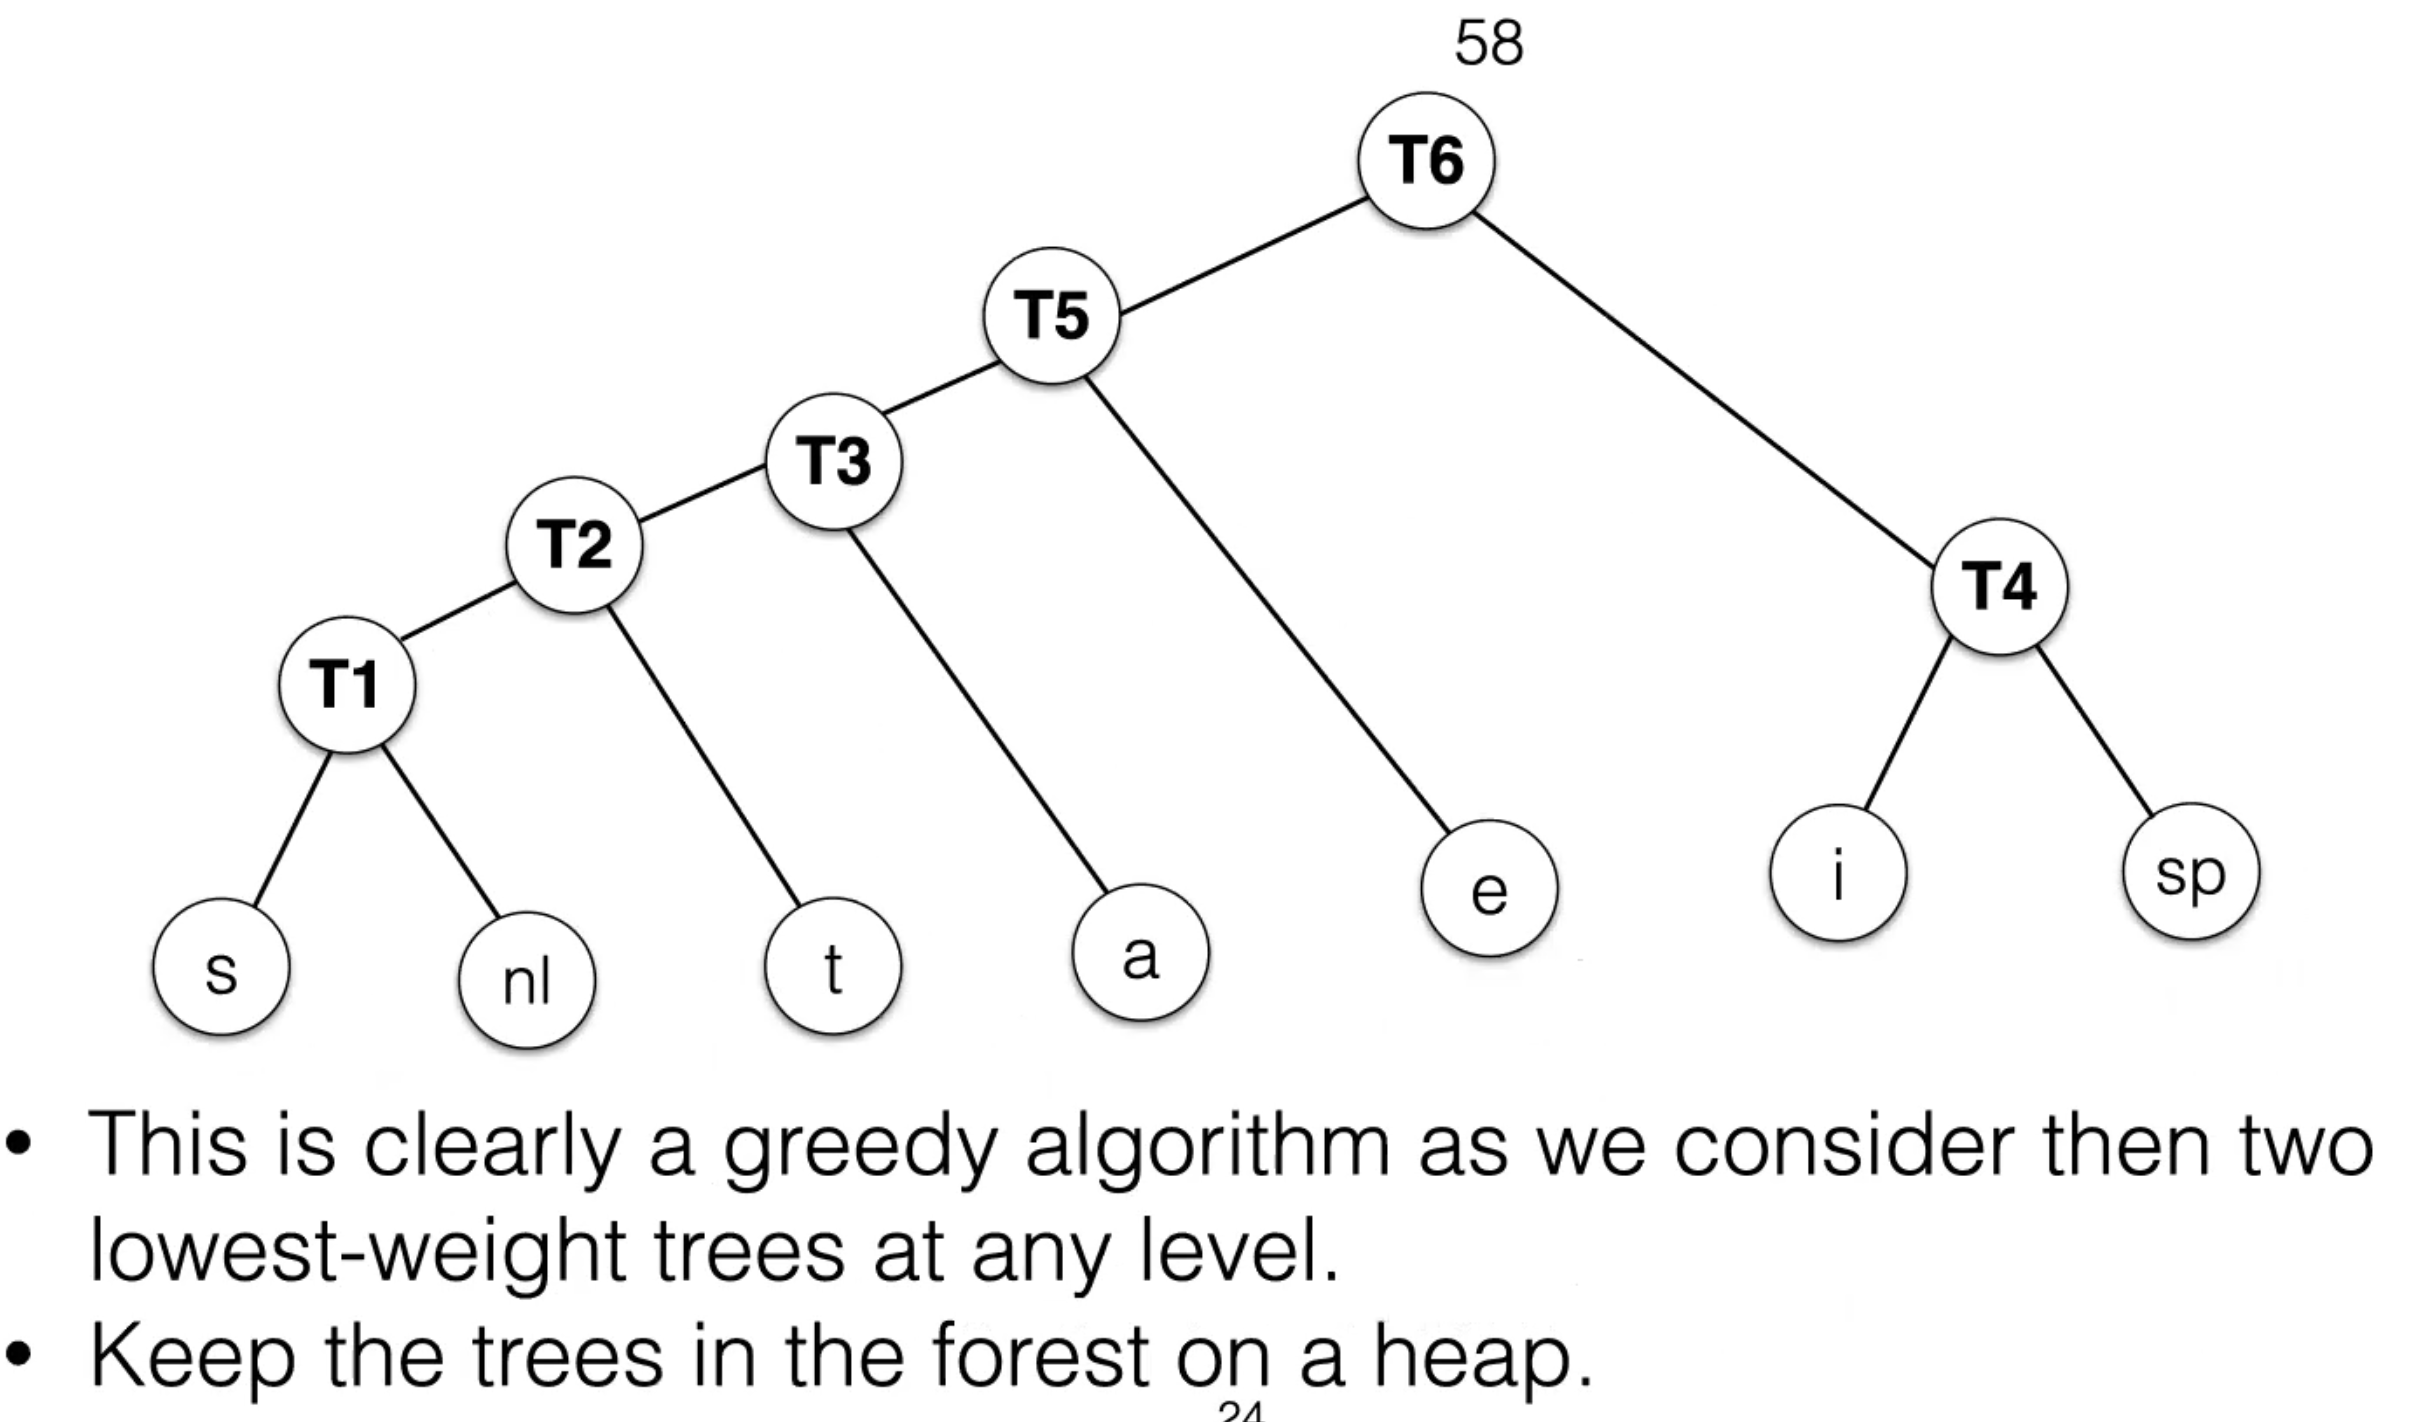 58
T6
T5
T3
T2
T4
T1
s
nl
t
a
e
i
sp
• This is clearly a greedy algorithm as we consider then two
lowest-weight trees at any level.
• Keep the trees in the forest on a heap.
24